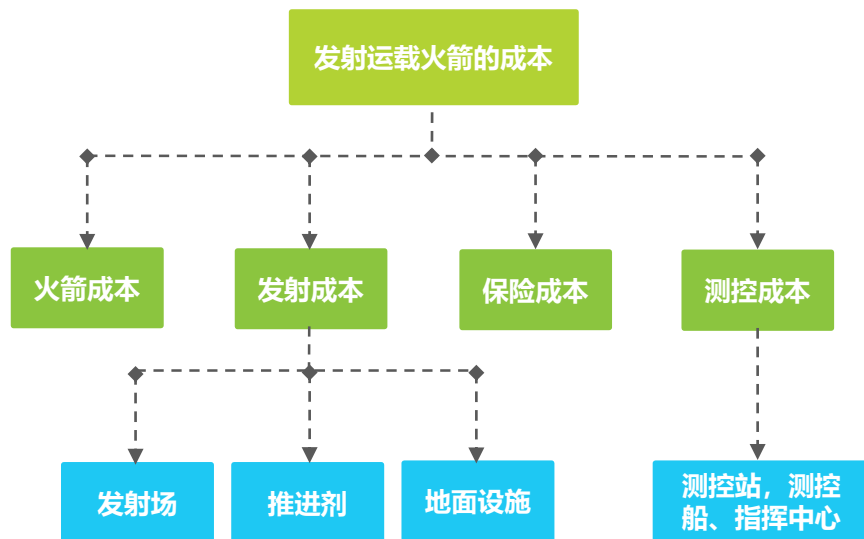 发射运载火箭的成本
火箭成本
发射成本
保险成本
测控成本
发射场
推进剂
地面设施
测控站，测控
船、指挥中心